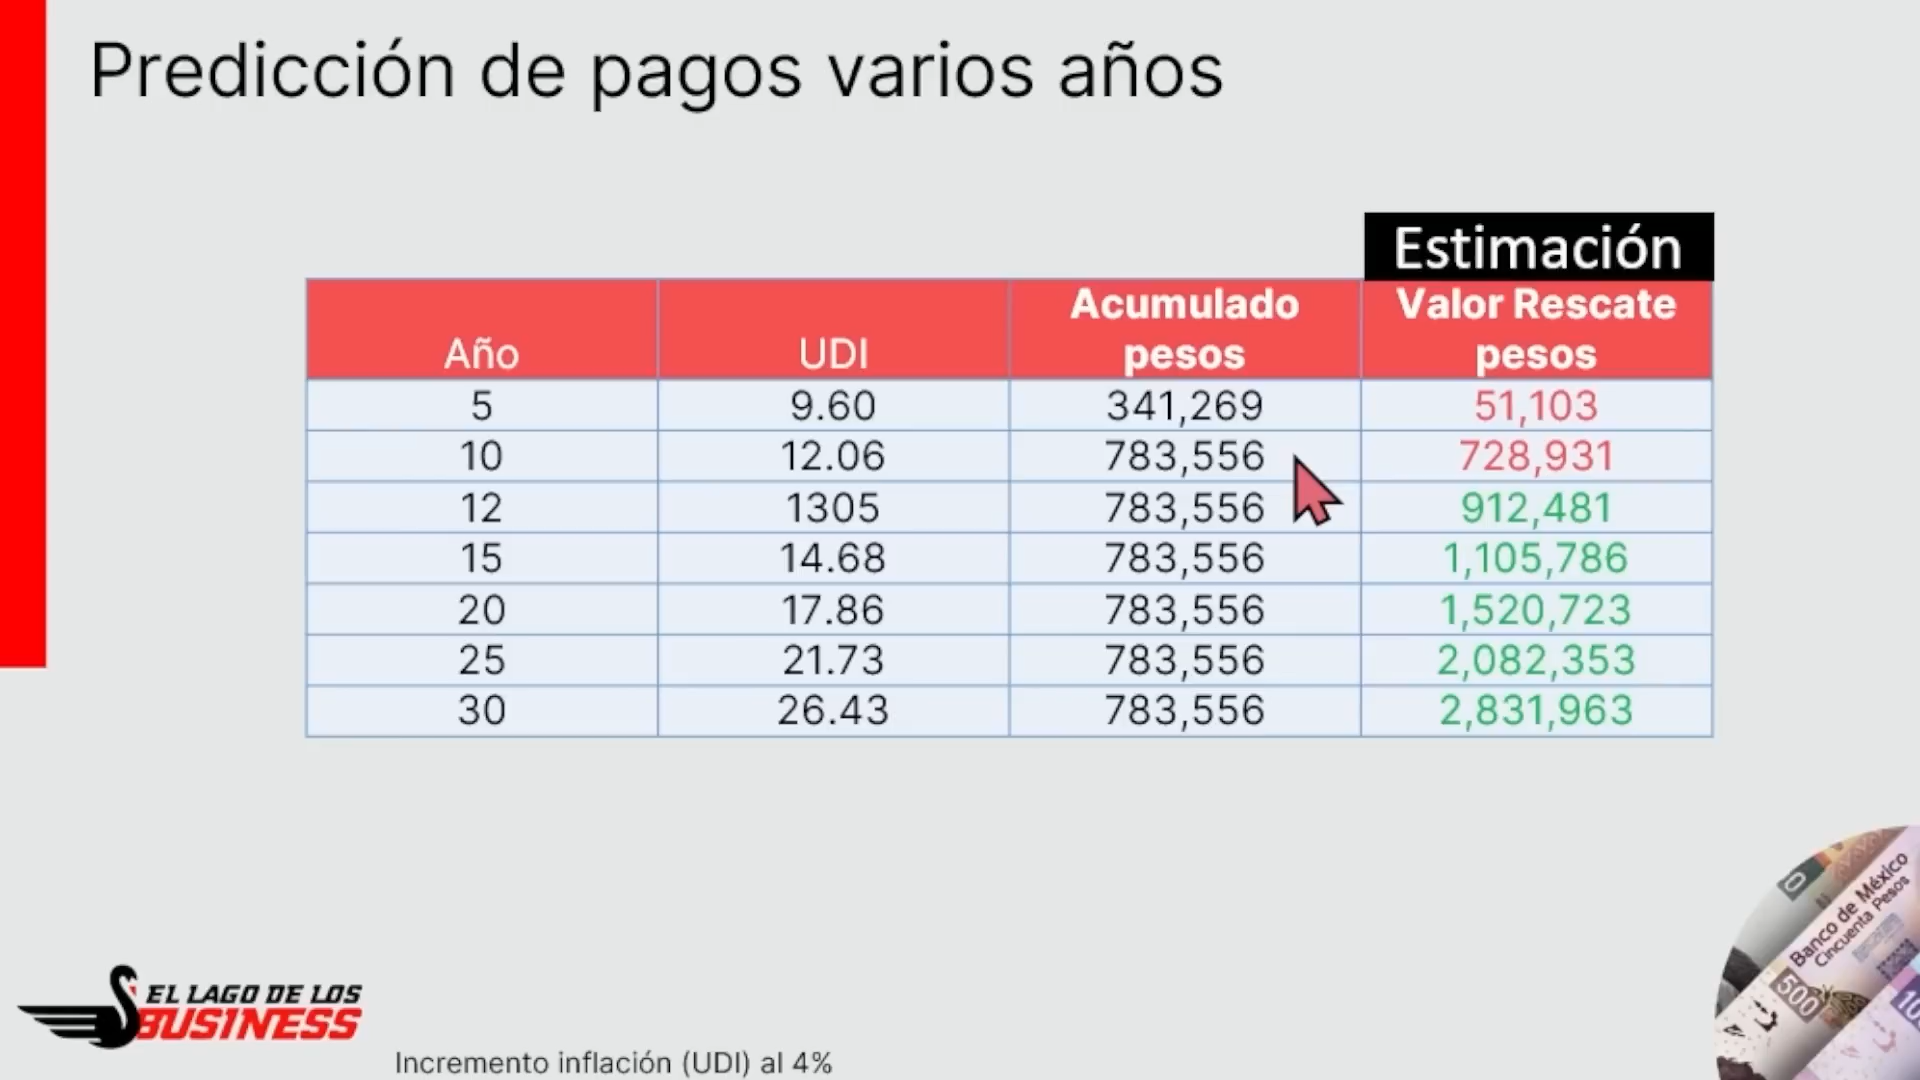 Predicción de pagos varios años
Estimación
Año UDI Acumulado pesos Valor Rescate pesos
5 9.60 341,269 51,103
10 12.06 783,556 728,931
12 1305 783,556 912,481
15 14.68 783,556 1,105,786
20 17.86 783,556 1,520,723
25 21.73 783,556 2,082,353
30 26.43 783,556 2,831,963
EL LAGO DE LOS
BUSINESS
Incremento inflación (UDI) al 4%
Banco de México
Cincuenta Pesos
500